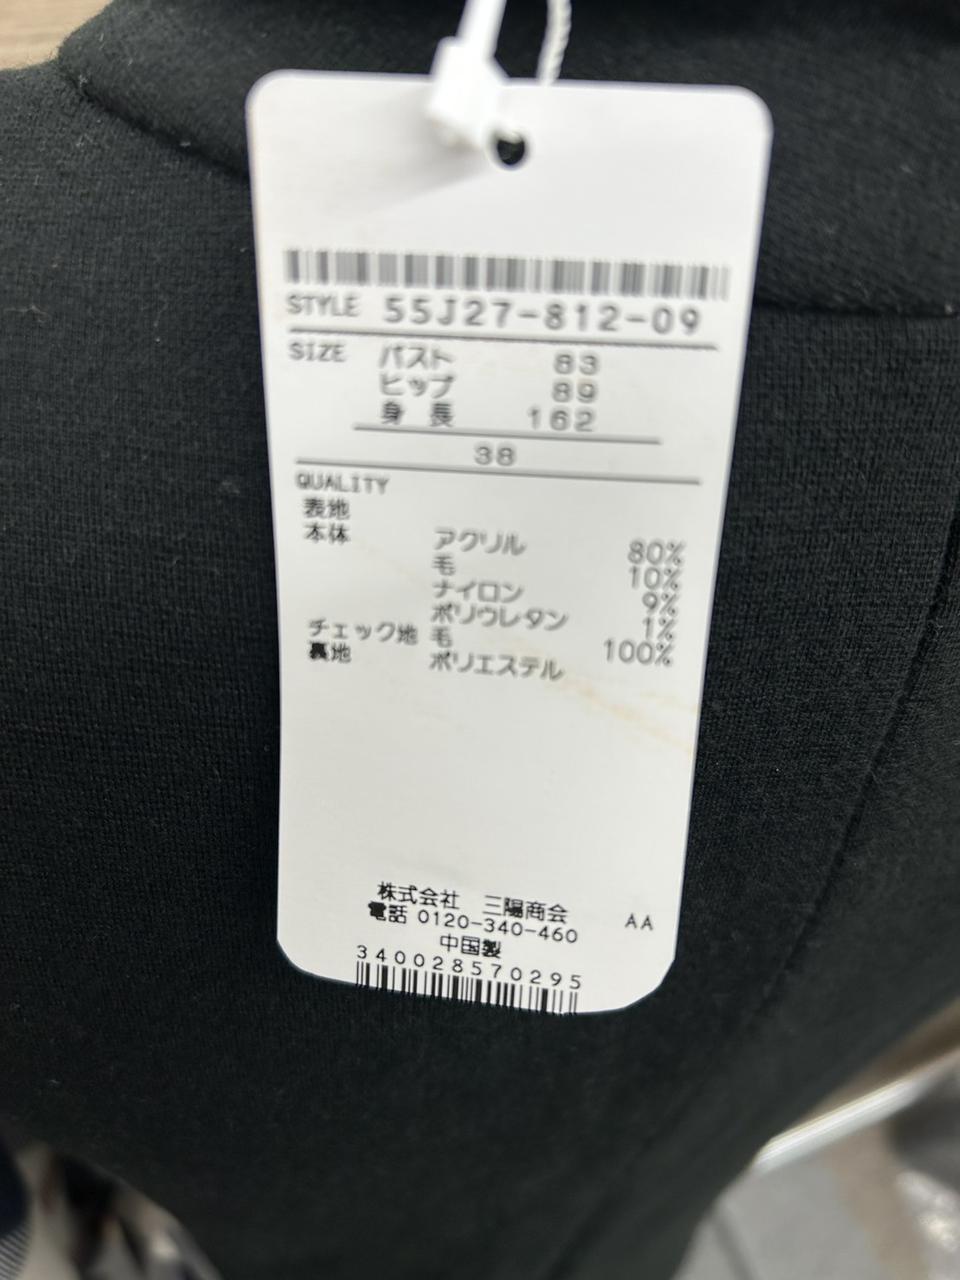 STYLE 55J27-812-09
SIZE バスト 83
ヒップ 89
身長 162
38
QUALITY
表地
本体 アクリル 80%
毛 10%
ナイロン 9%
ポリウレタン 1%
チェック地 毛 100%
裏地 ポリエステル
株式会社 三陽商会
電話 0120-340-460 AA
中国製
340028570295